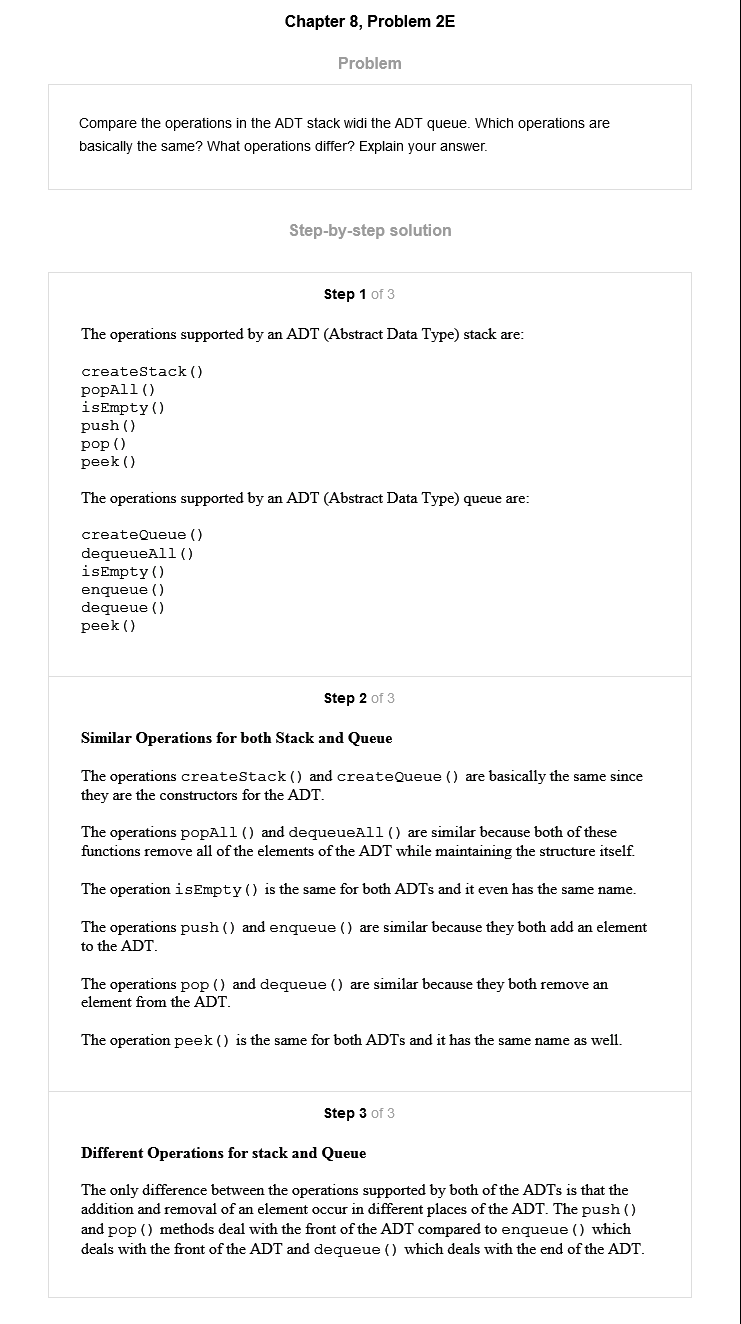 Chapter 8, Problem 2E
Problem
Compare the operations in the ADT stack widi the ADT queue. Which operations are
basically the same? What operations differ? Explain your answer.
Step-by-step solution
Step 1 of 3
The operations supported by an ADT (Abstract Data Type) stack are:
createStack()
popAll()
isEmpty()
push()
pop()
peek()
The operations supported by an ADT (Abstract Data Type) queue are:
createQueue()
dequeueAll()
isEmpty()
enqueue()
dequeue()
peek()
Step 2 of 3
Similar Operations for both Stack and Queue
The operations createStack() and createQueue() are basically the same since
they are the constructors for the ADT.
The operations popAll() and dequeueAll() are similar because both of these
functions remove all of the elements of the ADT while maintaining the structure itself.
The operation isEmpty() is the same for both ADTs and it even has the same name.
The operations push() and enqueue() are similar because they both add an element
to the ADT.
The operations pop() and dequeue() are similar because they both remove an
element from the ADT.
The operation peek() is the same for both ADTs and it has the same name as well.
Step 3 of 3
Different Operations for stack and Queue
The only difference between the operations supported by both of the ADTs is that the
addition and removal of an element occur in different places of the ADT. The push()
and pop() methods deal with the front of the ADT compared to enqueue() which
deals with the front of the ADT and dequeue() which deals with the end of the ADT.